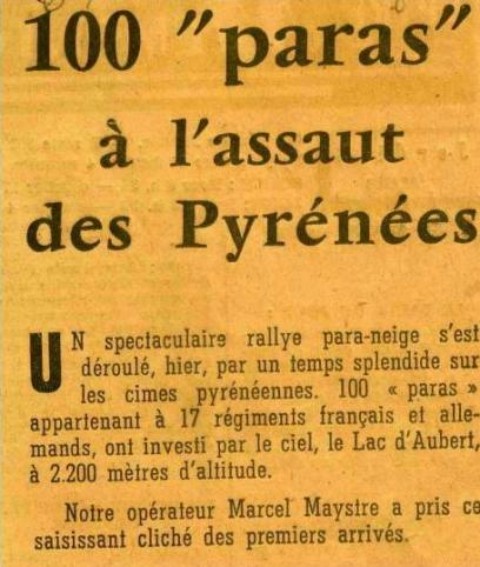 100 "paras"
à l'assaut
des Pyrénées
UN spectaculaire rallye para-neige s'est
déroulé, hier, par un temps splendide sur
les cimes pyrénéennes. 100 « paras »
appartenant à 17 régiments français et alle-
mands, ont investi par le ciel, le Lac d'Aubert,
à 2.200 mètres d'altitude.
Notre opérateur Marcel Maystre a pris ce
saisissant cliché des premiers arrivés.